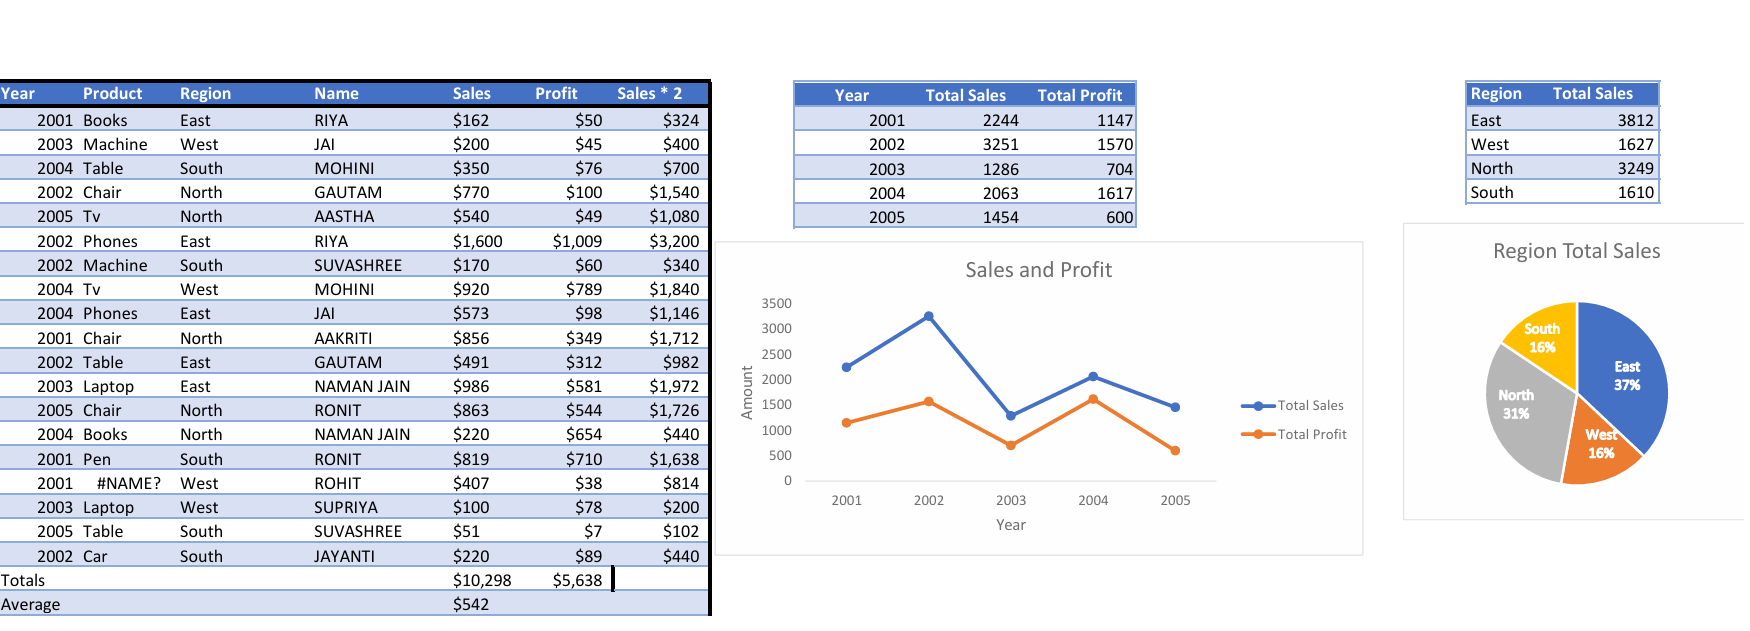 Year Product Region Name Sales Profit Sales * 2
2001 Books East RIYA $162 $50 $324
2003 Machine West JAI $200 $45 $400
2004 Table South MOHINI $350 $76 $700
2002 Chair North GAUTAM $770 $100 $1,540
2005 Tv North AASTHA $540 $49 $1,080
2002 Phones East RIYA $1,600 $1,009 $3,200
2002 Machine South SUVASHREE $170 $60 $340
2004 Tv West MOHINI $920 $789 $1,840
2004 Phones East JAI $573 $98 $1,146
2001 Chair North AAKRITI $856 $349 $1,712
2002 Table East GAUTAM $491 $312 $982
2003 Laptop East NAMAN JAIN $986 $581 $1,972
2005 Chair North RONIT $863 $544 $1,726
2004 Books North NAMAN JAIN $220 $654 $440
2001 Pen South RONIT $819 $710 $1,638
2001 #NAME? West ROHIT $407 $38 $814
2003 Laptop West SUPRIYA $100 $78 $200
2005 Table South SUVASHREE $51 $7 $102
2002 Car South JAYANTI $220 $89 $440
Totals $10,298 $5,638
Average $542
Year Total Sales Total Profit
2001 2244 1147
2002 3251 1570
2003 1286 704
2004 2063 1617
2005 1454 600
Sales and Profit
3500
3000
2500
2000
1500
1000
500
0
Amount
2001 2002 2003 2004 2005
Year
Total Sales
Total Profit
Region Total Sales
East 3812
West 1627
North 3249
South 1610
Region Total Sales
South
16%
East
37%
North
31%
West
16%